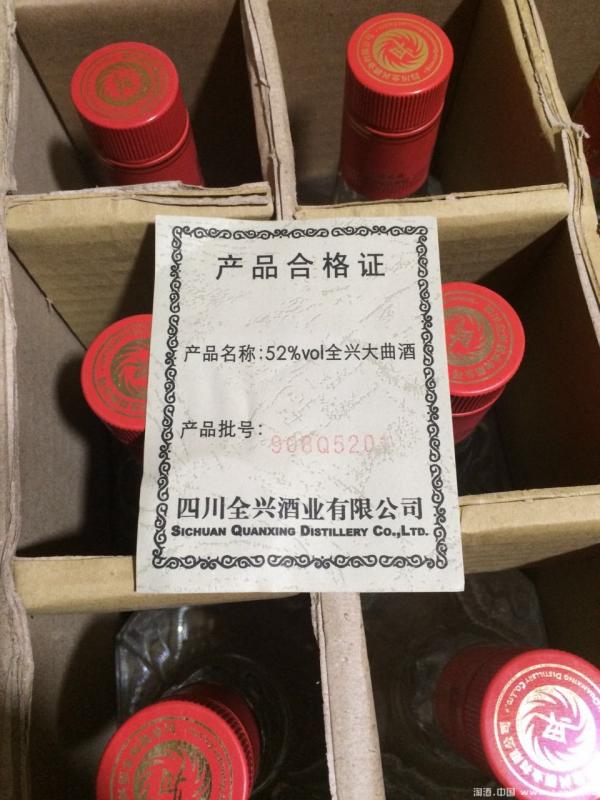 产品合格证
产品名称:52%vol全兴大曲酒
产品批号:
908Q5201
四川全兴酒业有限公司
SICHUAN QUANXING DISTILLERY CO.,LTD.
淘酒.中国